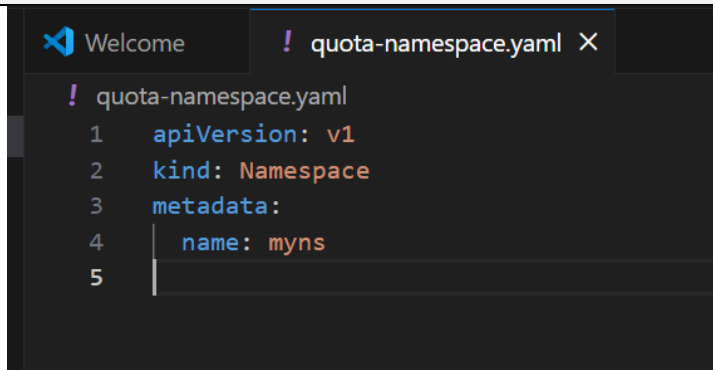 Welcome
! quota-namespace.yaml ×
! quota-namespace.yaml
1 apiVersion: v1
2 kind: Namespace
3 metadata:
4   name: myns
5